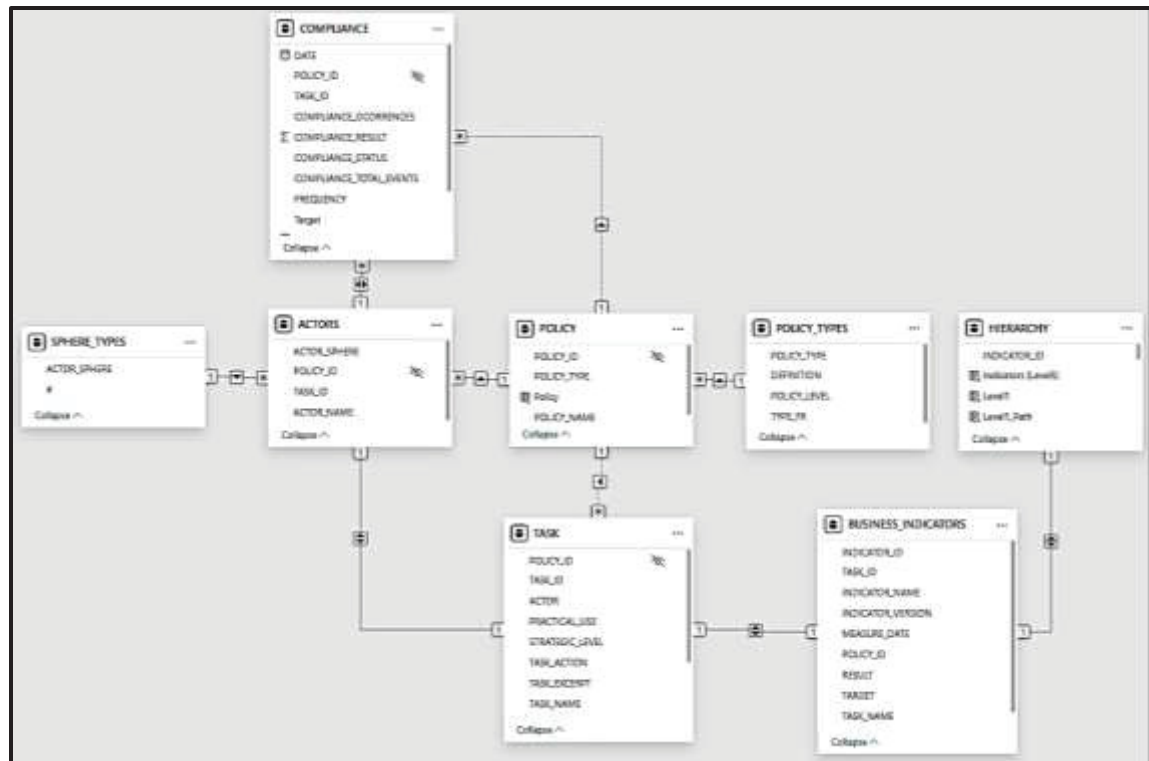 COMPLIANCE
DATE
POLICY_ID
TASK_ID
COMPLIANCE_OCORRENCES
COMPLIANCE_RESULT
COMPLIANCE_STATUS
COMPLIANCE_TOTAL_EVENTS
FREQUENCY
Target
Collapse
SPHERE_TYPES
ACTOR_SPHERE
#
Collapse
ACTORS
ACTOR_SPHERE
POLICY_ID
TASK_ID
ACTOR_NAME
Collapse
POLICY
POLICY_ID
POLICY_TYPE
Policy
POLICY_NAME
Collapse
POLICY_TYPES
POLICY_TYPE
DEFINITION
POLICY_LEVEL
TYPE_FR
Collapse
HIERARCHY
INDICATOR_ID
Indicators (Level6)
Level1
Level1_Path
Collapse
TASK
POLICY_ID
TASK_ID
ACTOR
PRACTICAL_USE
STRATEGIC_LEVEL
TASK_ACTION
TASK_EXCERPT
TASK_NAME
Collapse
BUSINESS_INDICATORS
INDICATOR_ID
TASK_ID
INDICATOR_NAME
INDICATOR_VERSION
MEASURE_DATE
POLICY_ID
RESULT
TARGET
TASK_NAME
Collapse